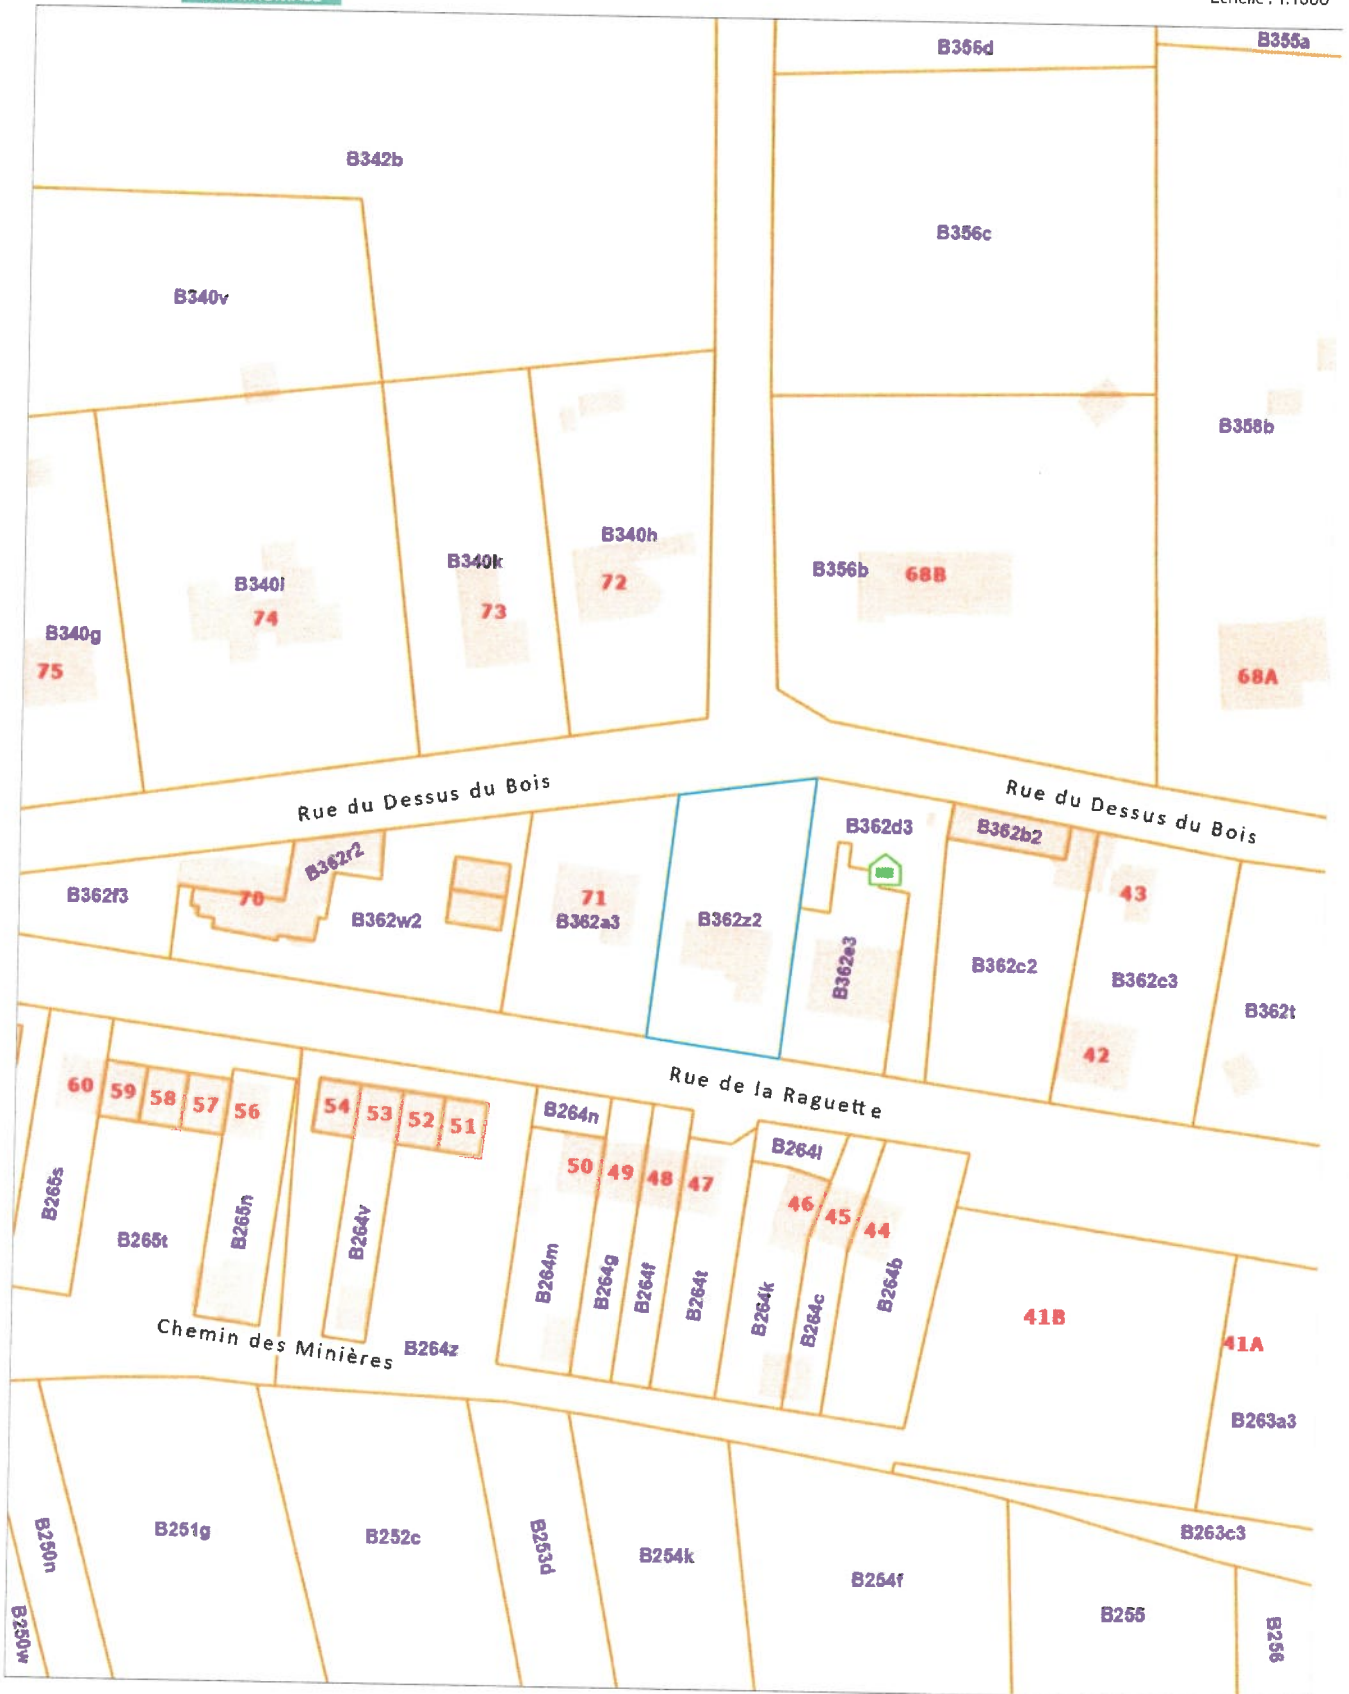 B356d
B355a
B342b
B356c
B340v
B358b
B340h
B340k
B356b
68B
B340l
72
73
74
B340g
75
68A
Rue du Dessus du Bois
Rue du Dessus du Bois
B362d3
B362b2
B362r2
B362f3
70
B362w2
71
B362a3
B362z2
43
B362e3
B362c2
B362c3
B362t
42
Rue de la Raguette
60
59
58
57
56
54
53
52
51
B264n
B264l
50
49
48
47
46
45
44
B265s
B265t
B265n
B264v
B264m
B264g
B264f
B264t
B264k
B264c
B264b
41B
41A
Chemin des Minières
B264z
B263a3
B250n
B251g
B252c
B253d
B254k
B254f
B263c3
B255
B250w
B256